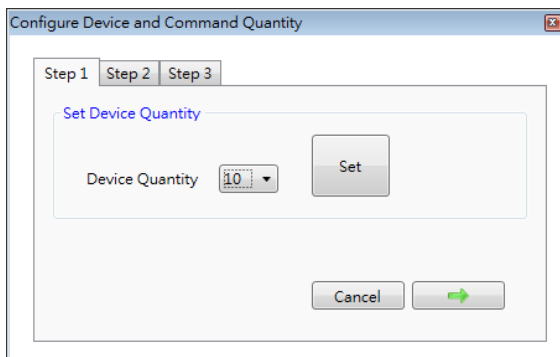 Configure Device and Command Quantity
Step 1 Step 2 Step 3
Set Device Quantity
Device Quantity 10 Set
Cancel